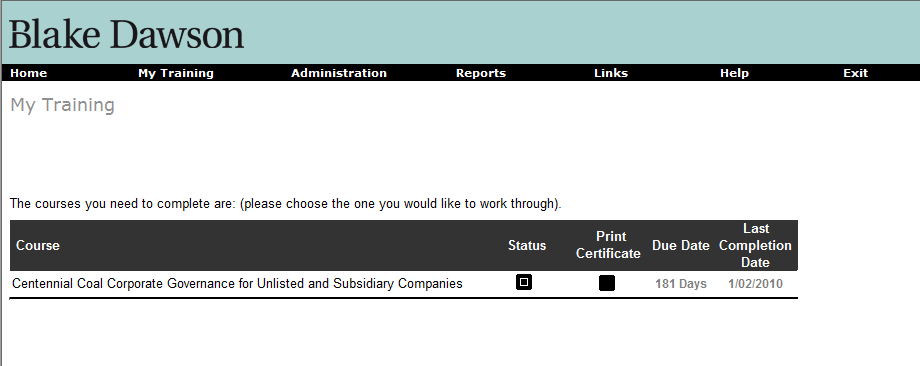 Blake Dawson
Home My Training Administration Reports Links Help Exit
My Training
The courses you need to complete are: (please choose the one you would like to work through).
Course Status Print Certificate Due Date Last Completion Date
Centennial Coal Corporate Governance for Unlisted and Subsidiary Companies 181 Days 1/02/2010